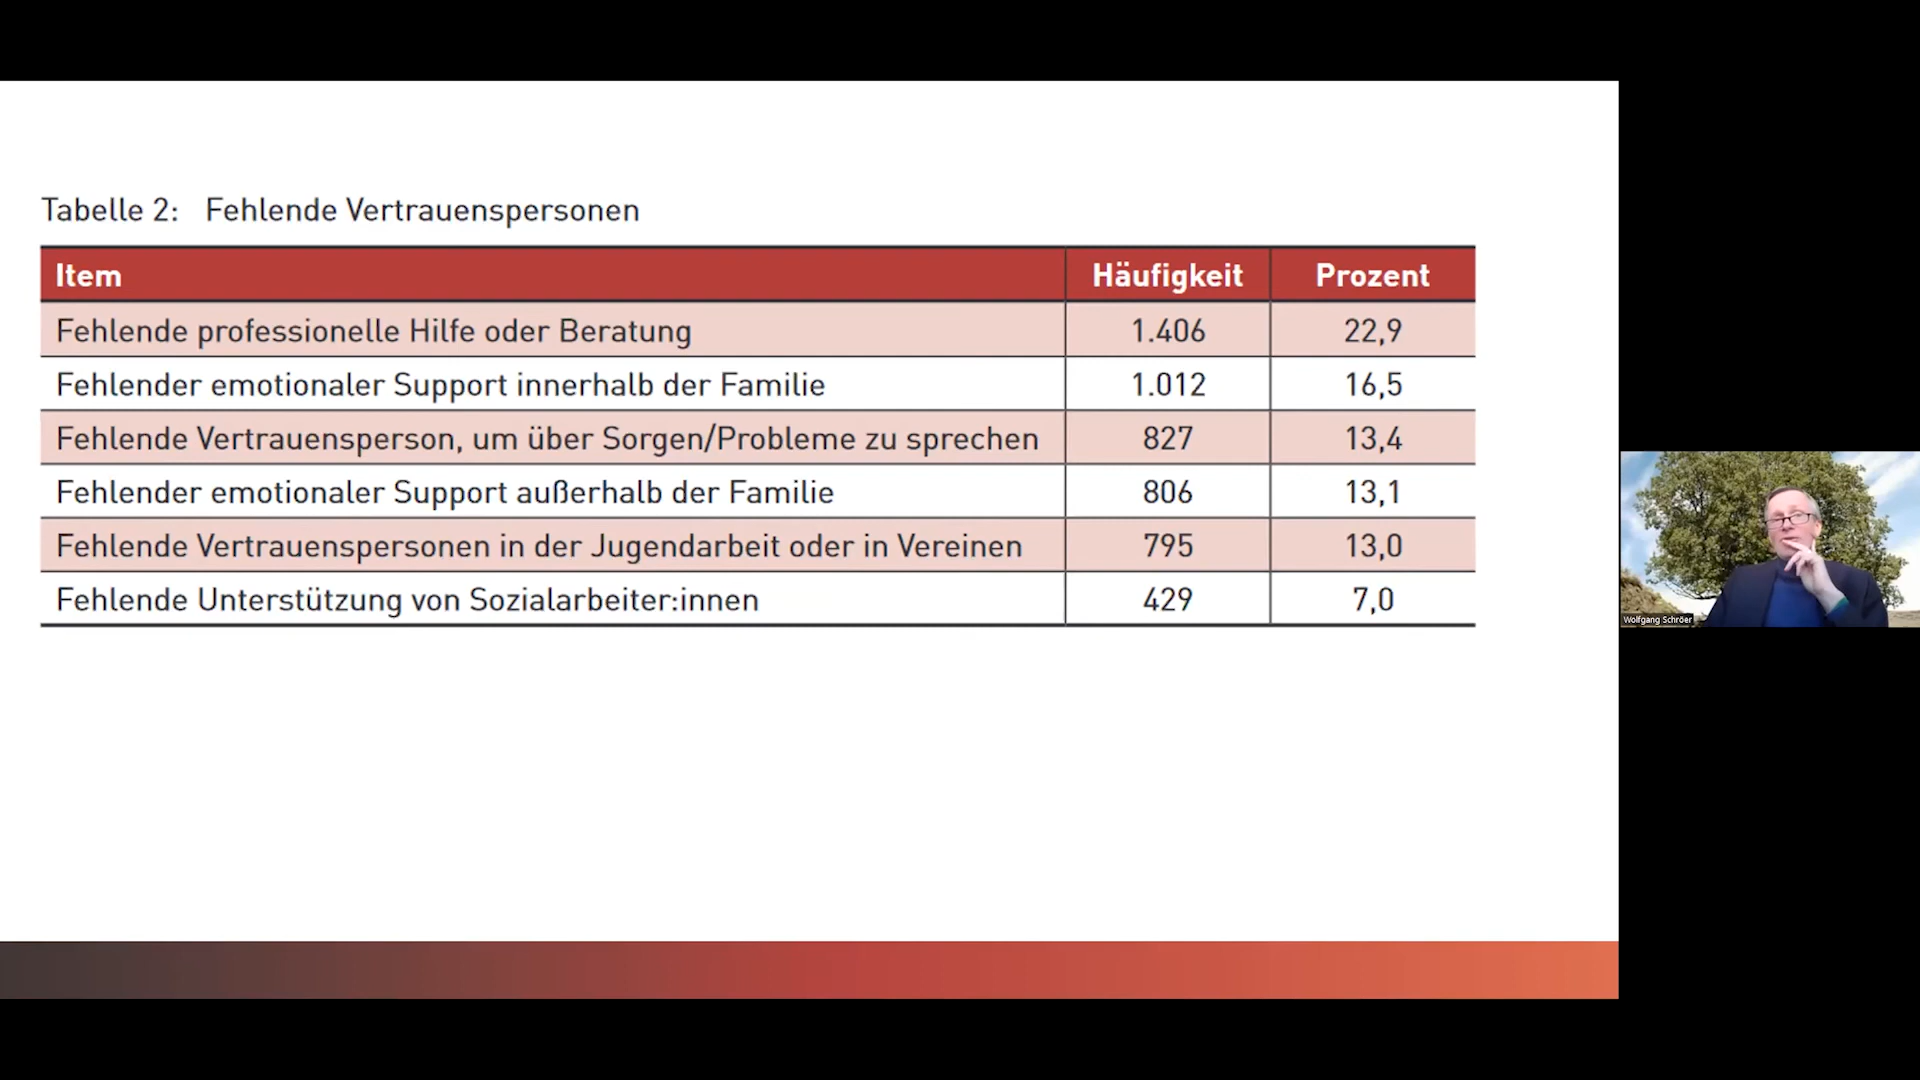 Tabelle 2: Fehlende Vertrauenspersonen
Item Häufigkeit Prozent
Fehlende professionelle Hilfe oder Beratung 1.406 22,9
Fehlender emotionaler Support innerhalb der Familie 1.012 16,5
Fehlende Vertrauensperson, um über Sorgen/Probleme zu sprechen 827 13,4
Fehlender emotionaler Support außerhalb der Familie 806 13,1
Fehlende Vertrauenspersonen in der Jugendarbeit oder in Vereinen 795 13,0
Fehlende Unterstützung von Sozialarbeiter:innen 429 7,0
Wolfgang Schröer